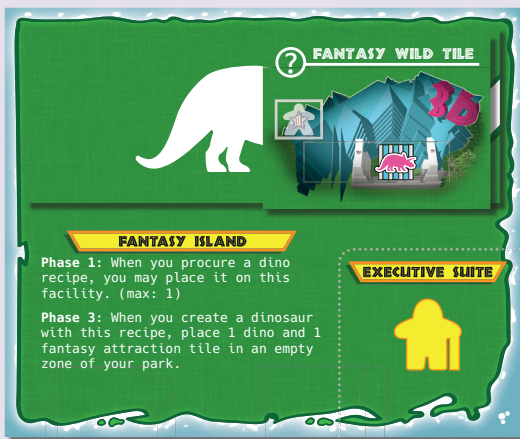 ? FANTASY WILD TILE
3D
FANTASY ISLAND
Phase 1: When you procure a dino
recipe, you may place it on this
facility. (max: 1)
Phase 3: When you create a dinosaur
with this recipe, place 1 dino and 1
fantasy attraction tile in an empty
zone of your park.
EXECUTIVE SUITE